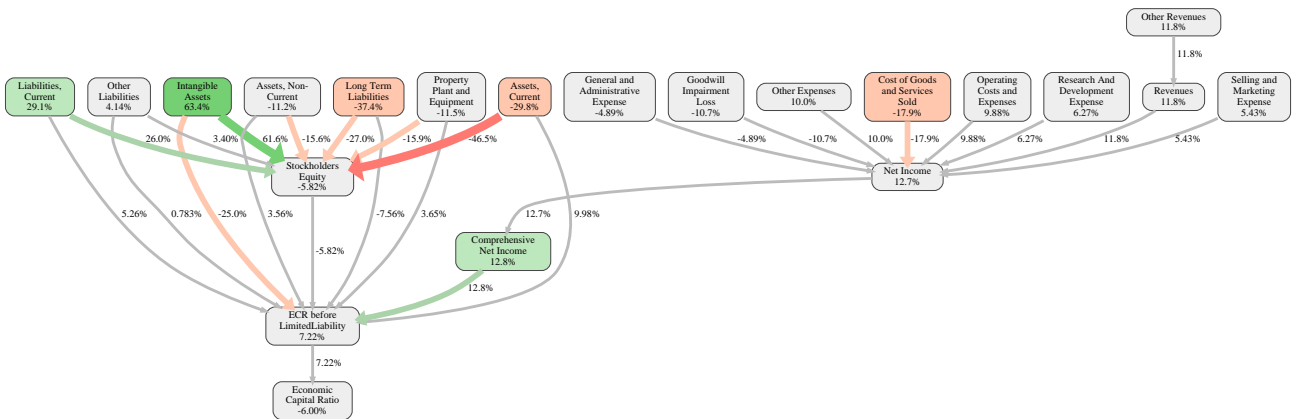 Other Revenues
11.8%
11.8%
Liabilities,
Current
29.1%
Other
Liabilities
4.14%
Intangible
Assets
63.4%
Assets, Non-
Current
-11.2%
Long Term
Liabilities
-37.4%
Property
Plant and
Equipment
-11.5%
Assets,
Current
-29.8%
General and
Administrative
Expense
-4.89%
Goodwill
Impairment
Loss
-10.7%
Other Expenses
10.0%
Cost of Goods
and Services
Sold
-17.9%
Operating
Costs and
Expenses
9.88%
Research And
Development
Expense
6.27%
Revenues
11.8%
Selling and
Marketing
Expense
5.43%
26.0%
3.40%
61.6%
-15.6%
-27.0%
-15.9%
-46.5%
-4.89%
-10.7%
10.0%
-17.9%
9.88%
6.27%
11.8%
5.43%
Stockholders
Equity
-5.82%
Net Income
12.7%
5.26%
0.783%
-25.0%
3.56%
-7.56%
3.65%
9.98%
12.7%
-5.82%
Comprehensive
Net Income
12.8%
12.8%
ECR before
LimitedLiability
7.22%
7.22%
Economic
Capital Ratio
-6.00%